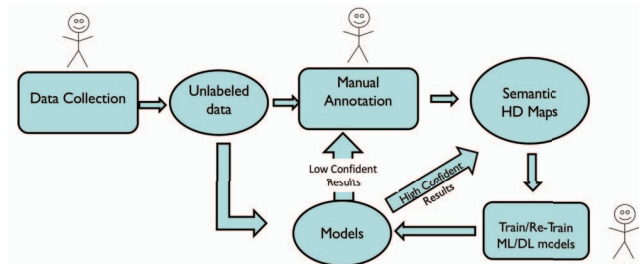 Data Collection
Unlabeled
data
Manual
Annotation
Semantic
HD Maps
Low Confident
Results
High Confident
Results
Models
Train/Re-Train
ML/DL models